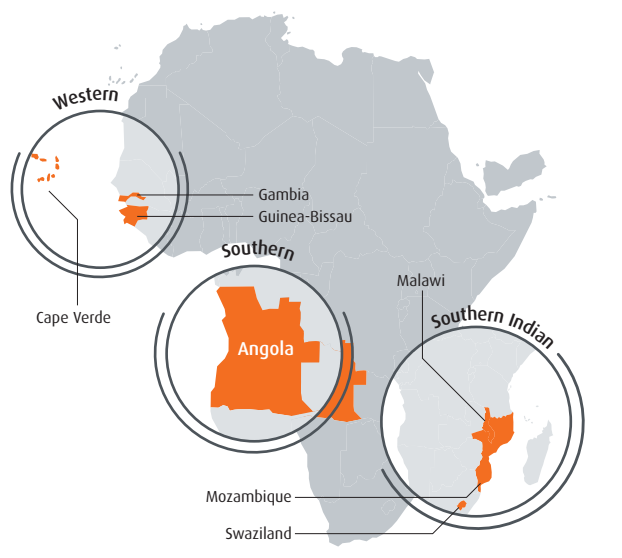 Western
Gambia
Guinea-Bissau
Southern
Malawi
Cape Verde
Southern Indian
Angola
Mozambique
Swaziland